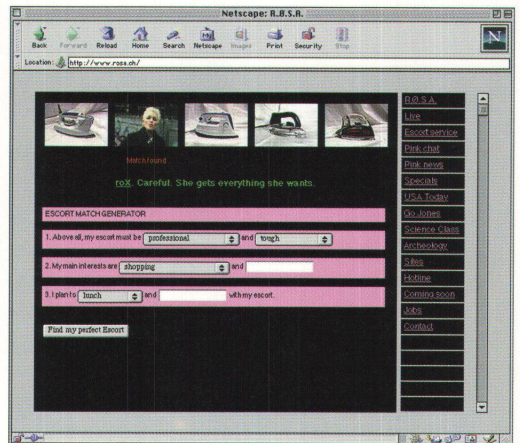 Netscape: R.Ø.S.A.
Back Forward Reload Home Search Netscape Images Print Security Stop
N
Location: http://www.rosa.ch/
Match found
roX. Careful. She gets everything she wants.
ESCORT MATCH GENERATOR
1. Above all, my escort must be professional and tough
2. My main interests are shopping and
3. I plan to lunch and with my escort.
Find my perfect Escort
R.Ø.S.A.
Live
Escort service
Pink chat
Pink news
Specials
USA Today
Go Jones
Science Class
Archeology
Sites
Hotline
Coming soon
Jobs
Contact